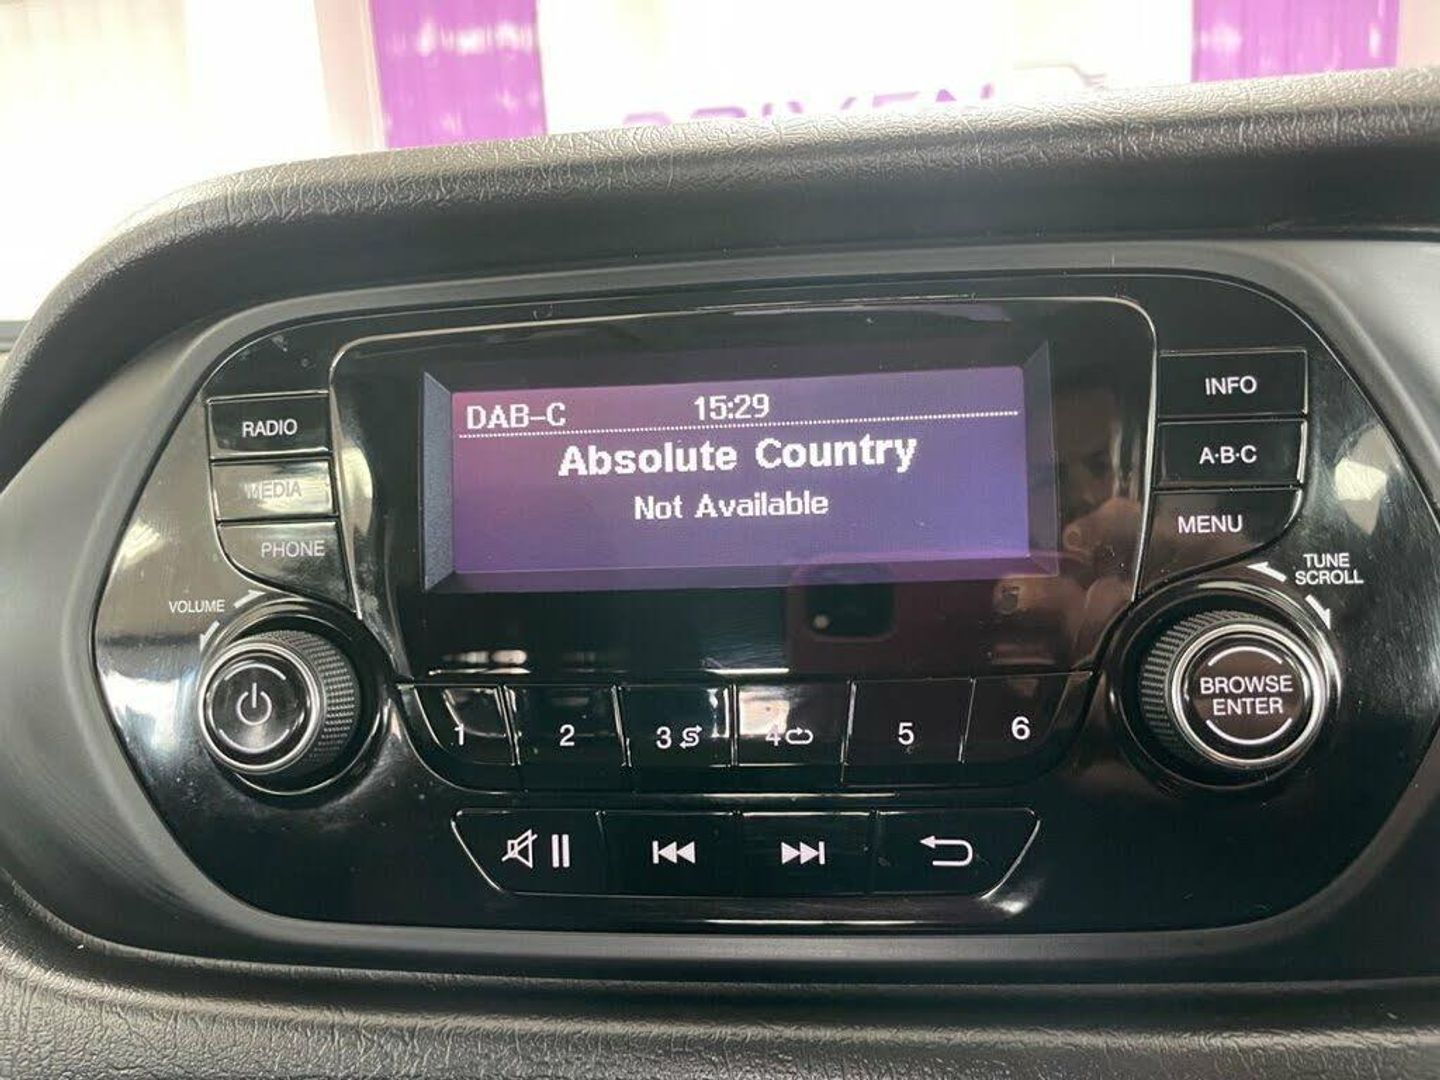 DRIVEN
DAB-C 15:29
Absolute Country
Not Available
RADIO
MEDIA
PHONE
VOLUME
INFO
A·B·C
MENU
TUNE
SCROLL
BROWSE
ENTER
1 2 3 4 5 6